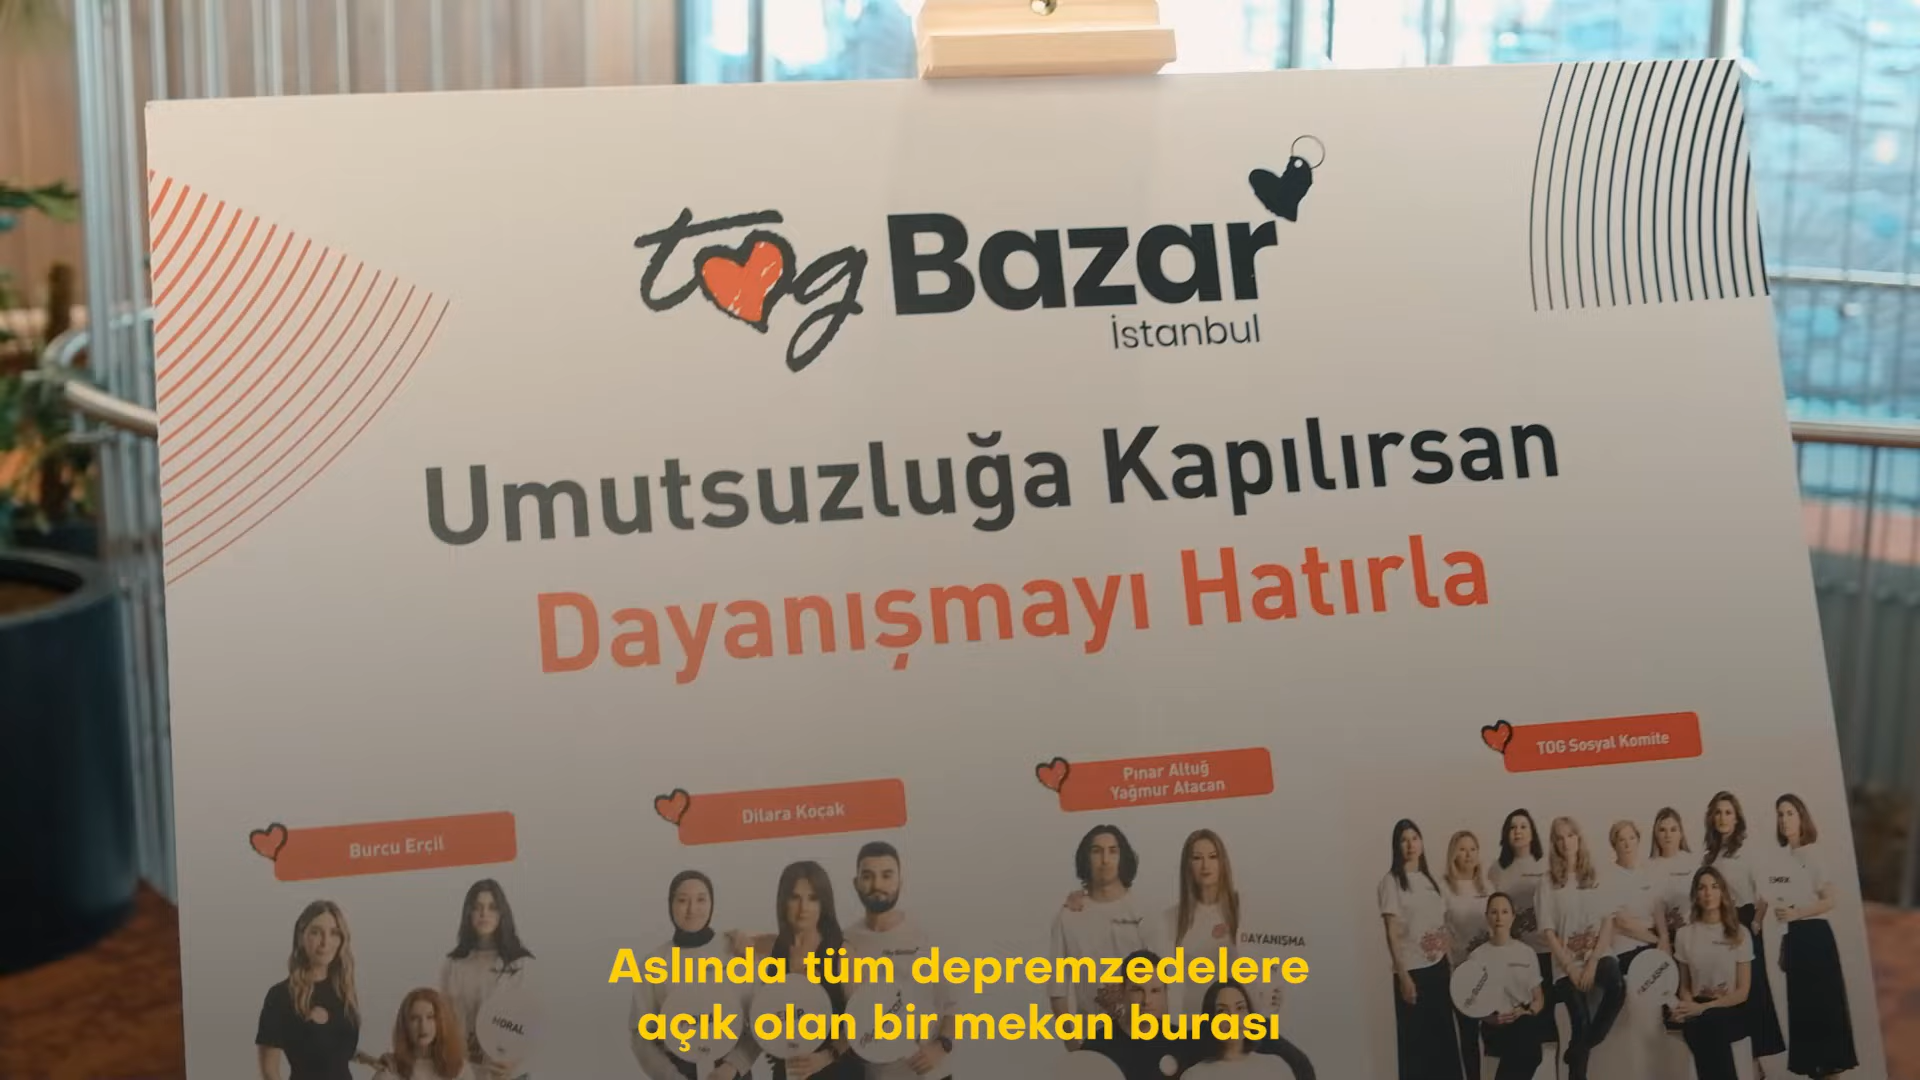 tog Bazar
İstanbul
Umutsuzluğa Kapılırsan
Dayanışmayı Hatırla
Burcu Erçil
Dilara Koçak
Pınar Altuğ
Yağmur Atacan
TOG Sosyal Komite
MORAL
DAYANIŞMA
EMEK
Aslında tüm depremzedelere
açık olan bir mekan burası